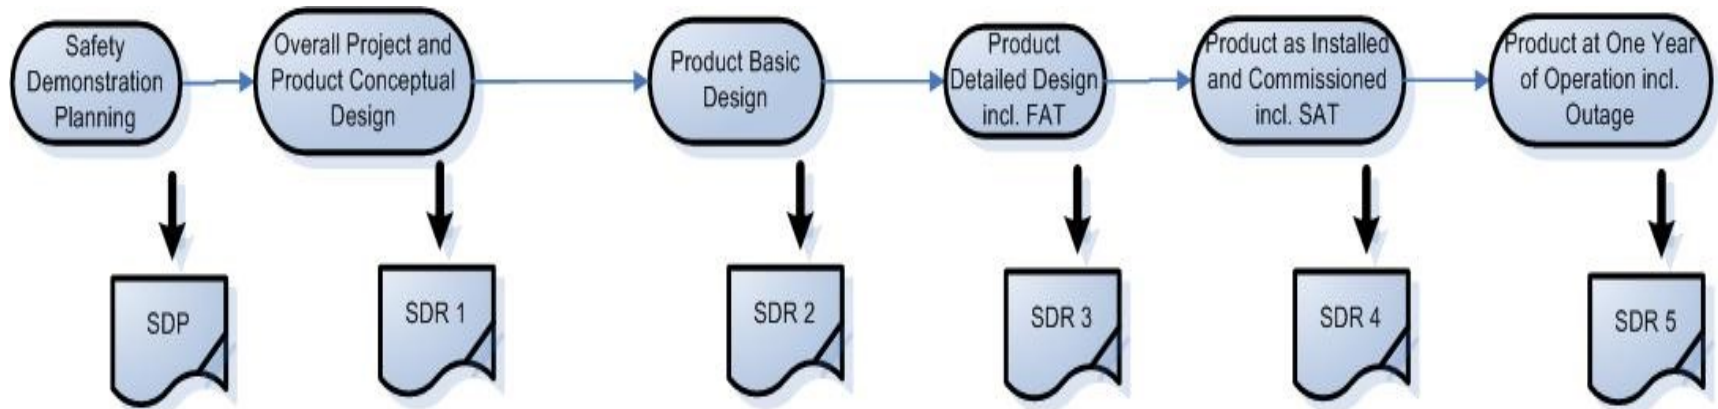 Safety
Demonstration
Planning
Overall Project and
Product Conceptual
Design
Product Basic
Design
Product
Detailed Design
incl. FAT
Product as Installed
and Commissioned
incl. SAT
Product at One Year
of Operation incl.
Outage
SDP
SDR 1
SDR 2
SDR 3
SDR 4
SDR 5